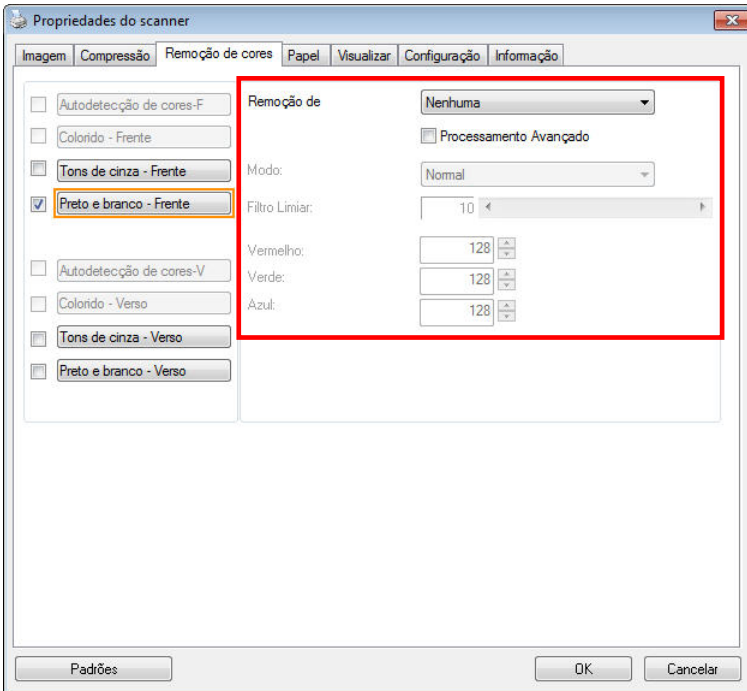 Propriedades do scanner
Imagem Compressão Remoção de cores Papel Visualizar Configuração Informação
Autodetecção de cores-F
Colorido - Frente
Tons de cinza - Frente
Preto e branco - Frente
Autodetecção de cores-V
Colorido - Verso
Tons de cinza - Verso
Preto e branco - Verso
Remoção de Nenhuma
Processamento Avançado
Modo: Normal
Filtro Limiar: 10
Vermelho: 128
Verde: 128
Azul: 128
Padrões OK Cancelar